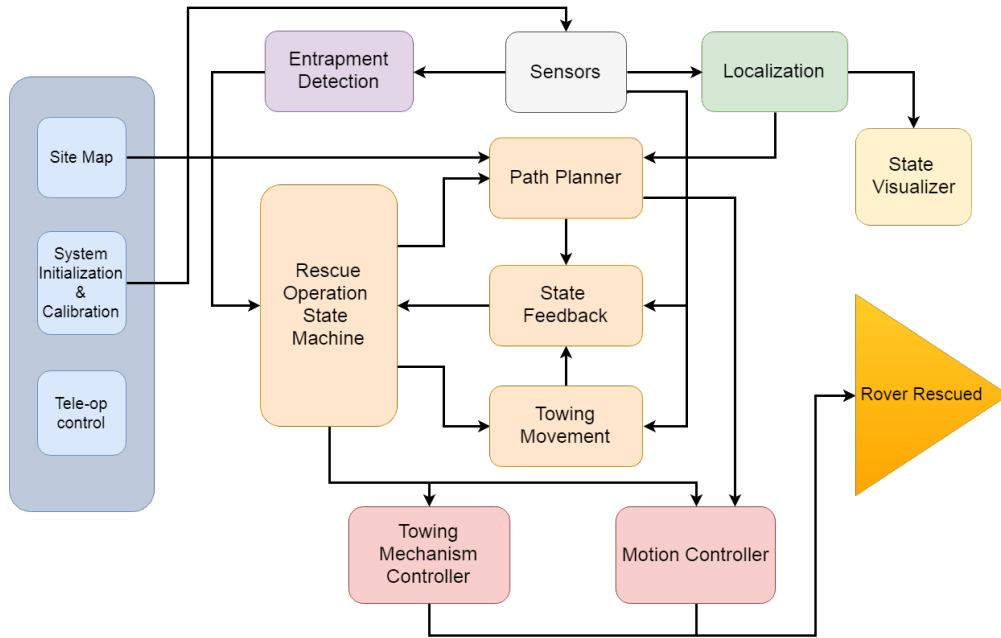 Entrapment
Detection
Sensors
Localization
Site Map
Path Planner
State
Visualizer
System
Initialization
&
Calibration
Rescue
Operation
State
Machine
State
Feedback
Rover Rescued
Tele-op
control
Towing
Movement
Towing
Mechanism
Controller
Motion Controller